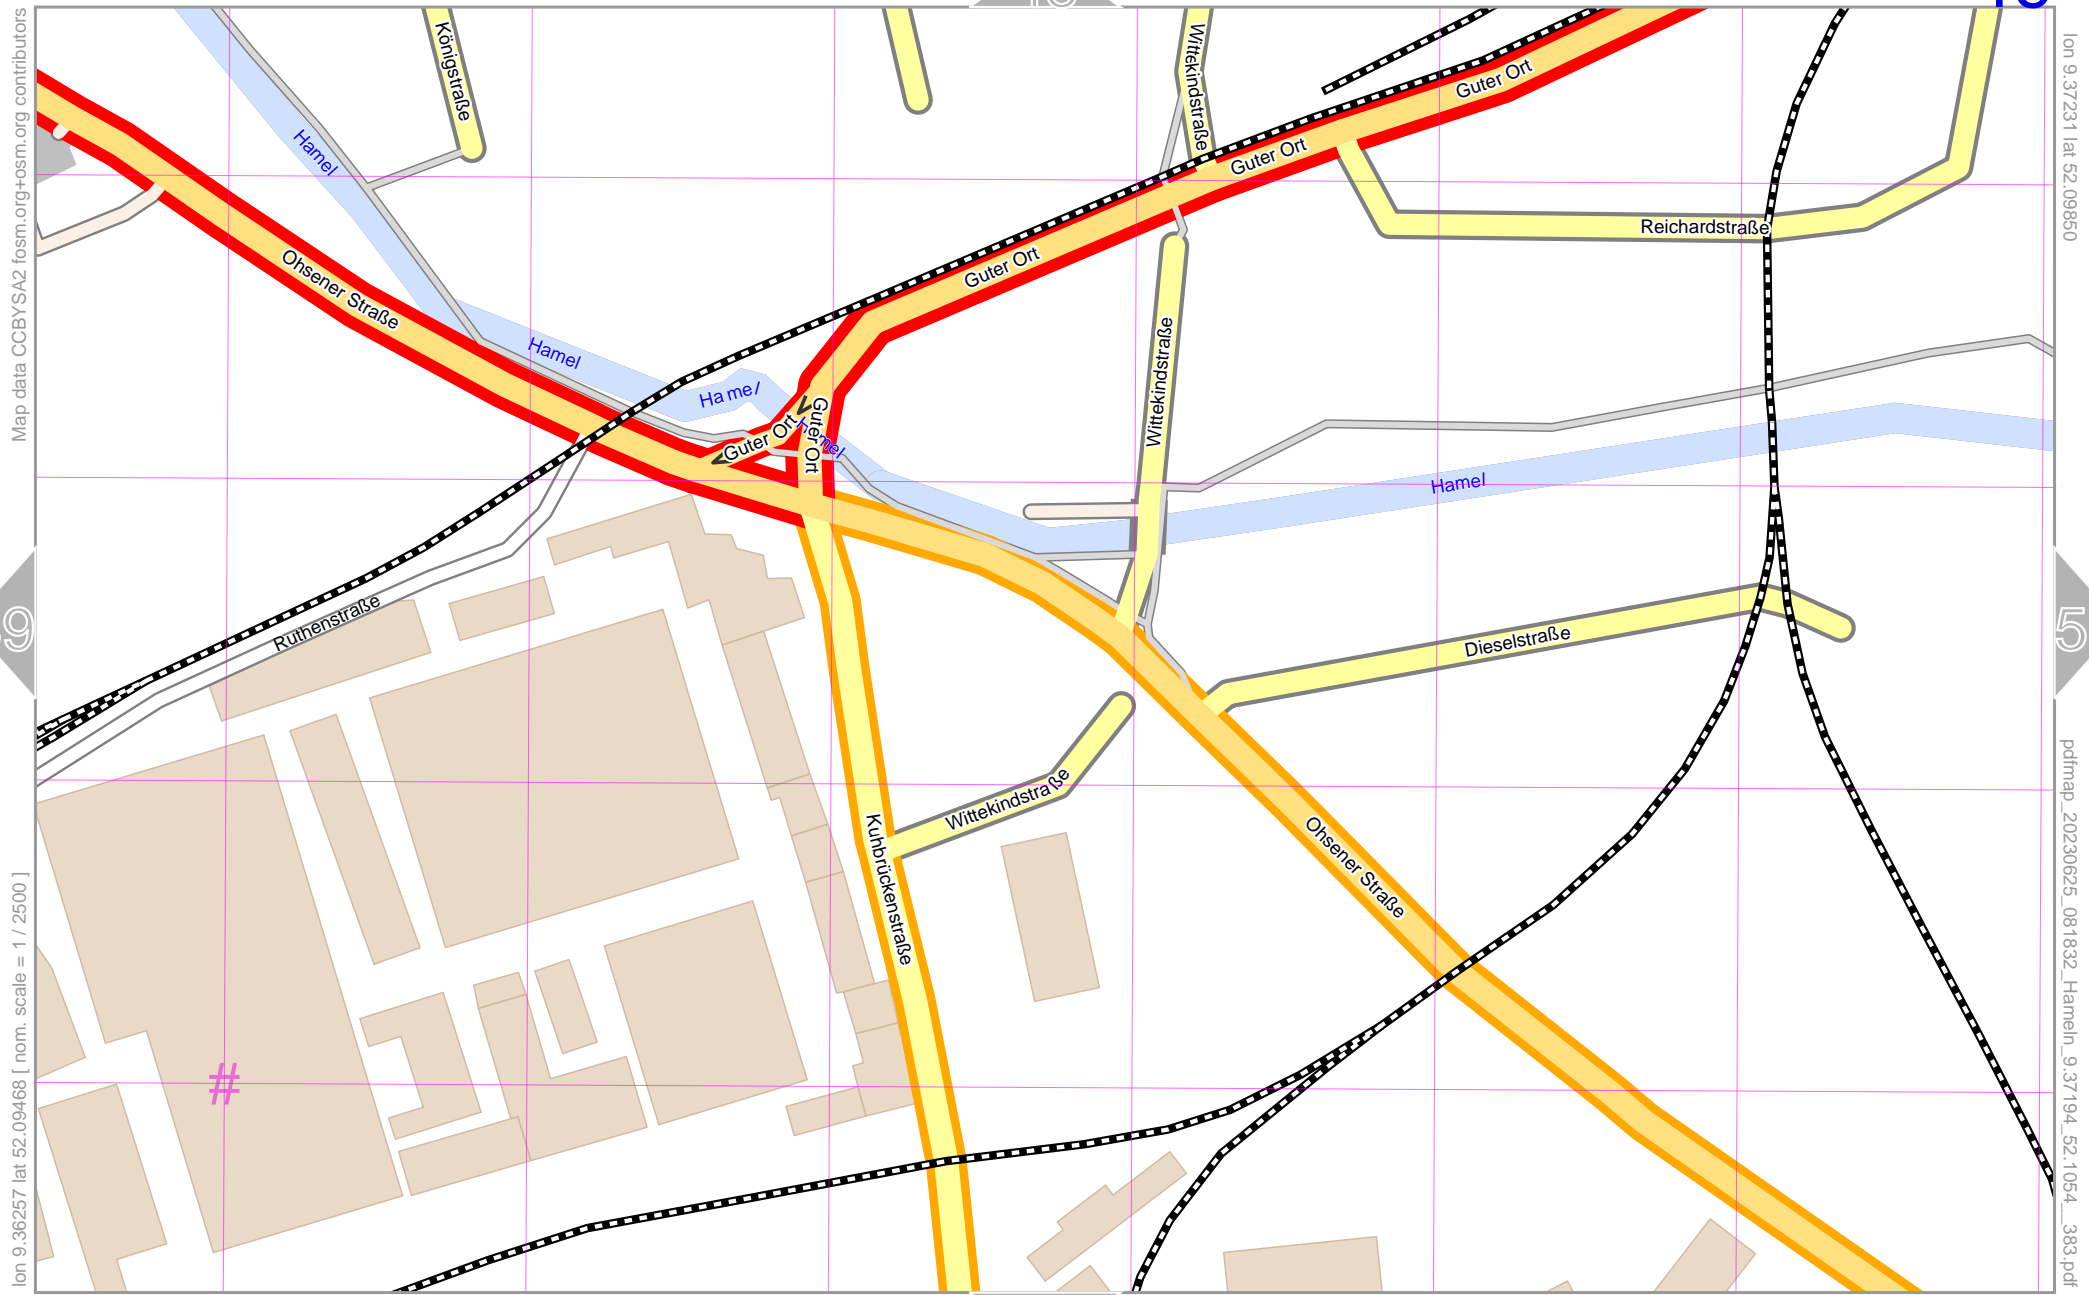 Map data CCBYSA2 fosm.org+osm.org contributors
lon 9.36257 lat 52.09468 [ nom. scale = 1 / 2500 ]
lon 9.37231 lat 52.09850
pdfmap_20230625_081832_Hameln_9.37194_52.1054__383.pdf
Königstraße
Wittekindstraße
Guter Ort
Guter Ort
Hamel
Reichardstraße
Guter Ort
Ohsener Straße
Hamel
Hamel
Wittekindstraße
Guter Ort
Guter Ort
Hamel
Hamel
5
Ruthenstraße
Dieselstraße
Wittekindstraße
Kuhbrückenstraße
Ohsener Straße
#